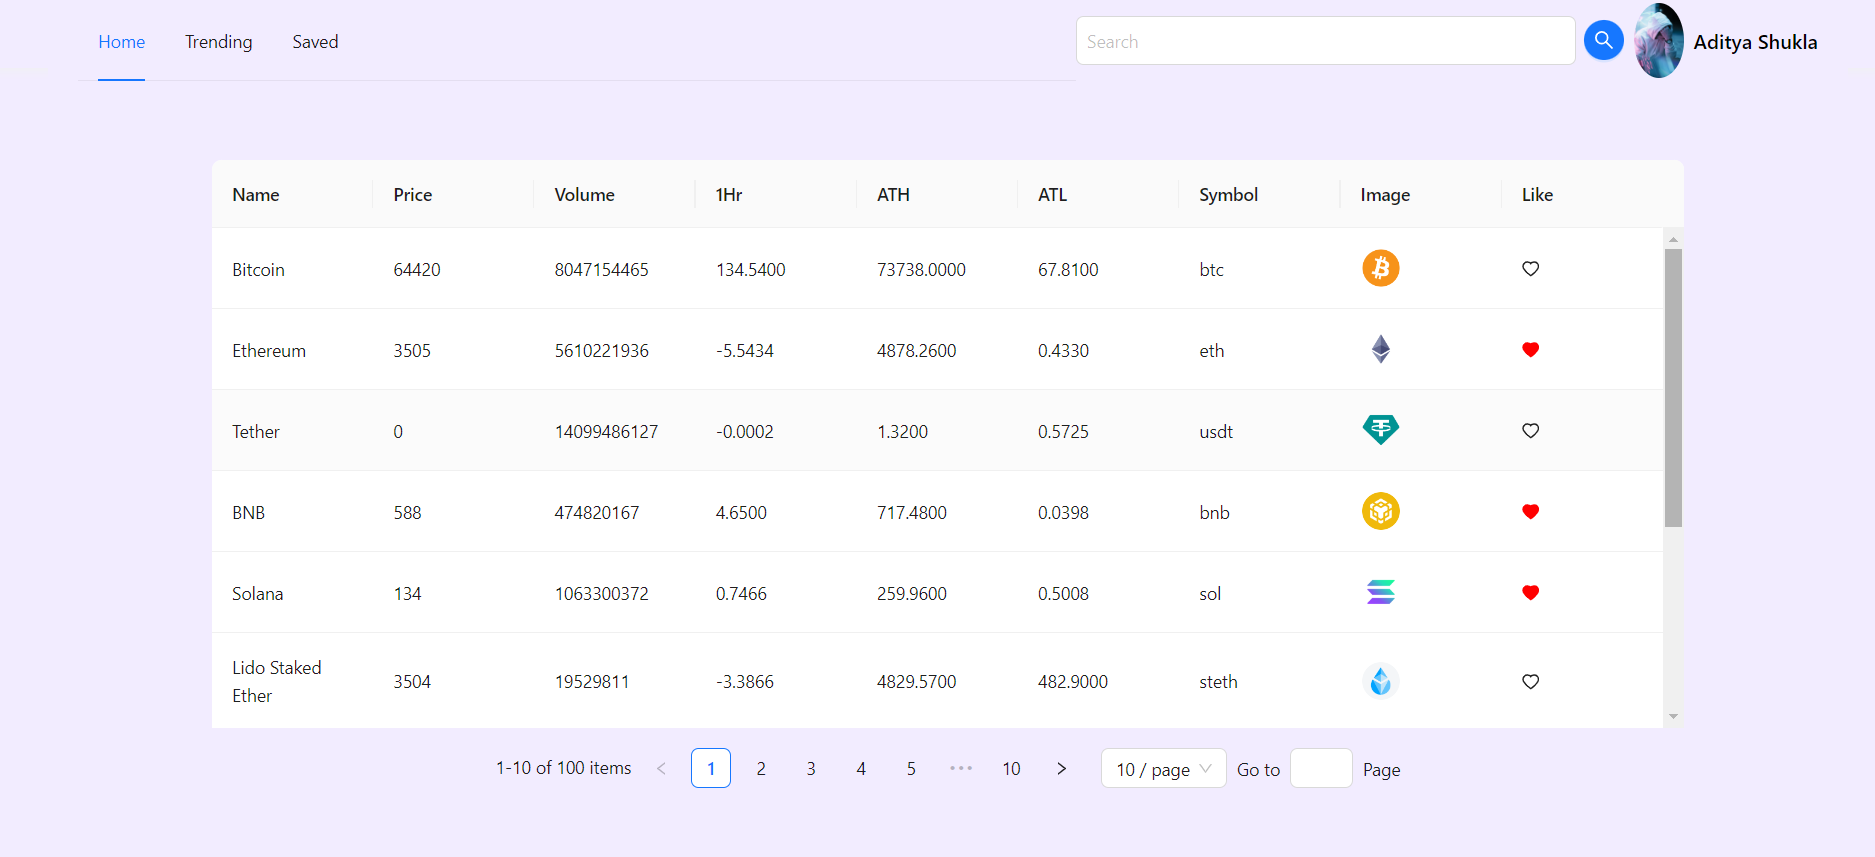 Home Trending Saved Search Aditya Shukla
Name Price Volume 1Hr ATH ATL Symbol Image Like
Bitcoin 64420 8047154465 134.5400 73738.0000 67.8100 btc
Ethereum 3505 5610221936 -5.5434 4878.2600 0.4330 eth
Tether 0 14099486127 -0.0002 1.3200 0.5725 usdt
BNB 588 474820167 4.6500 717.4800 0.0398 bnb
Solana 134 1063300372 0.7466 259.9600 0.5008 sol
Lido Staked
Ether 3504 19529811 -3.3866 4829.5700 482.9000 steth
1-10 of 100 items < 1 2 3 4 5 ••• 10 > 10 / page Go to Page